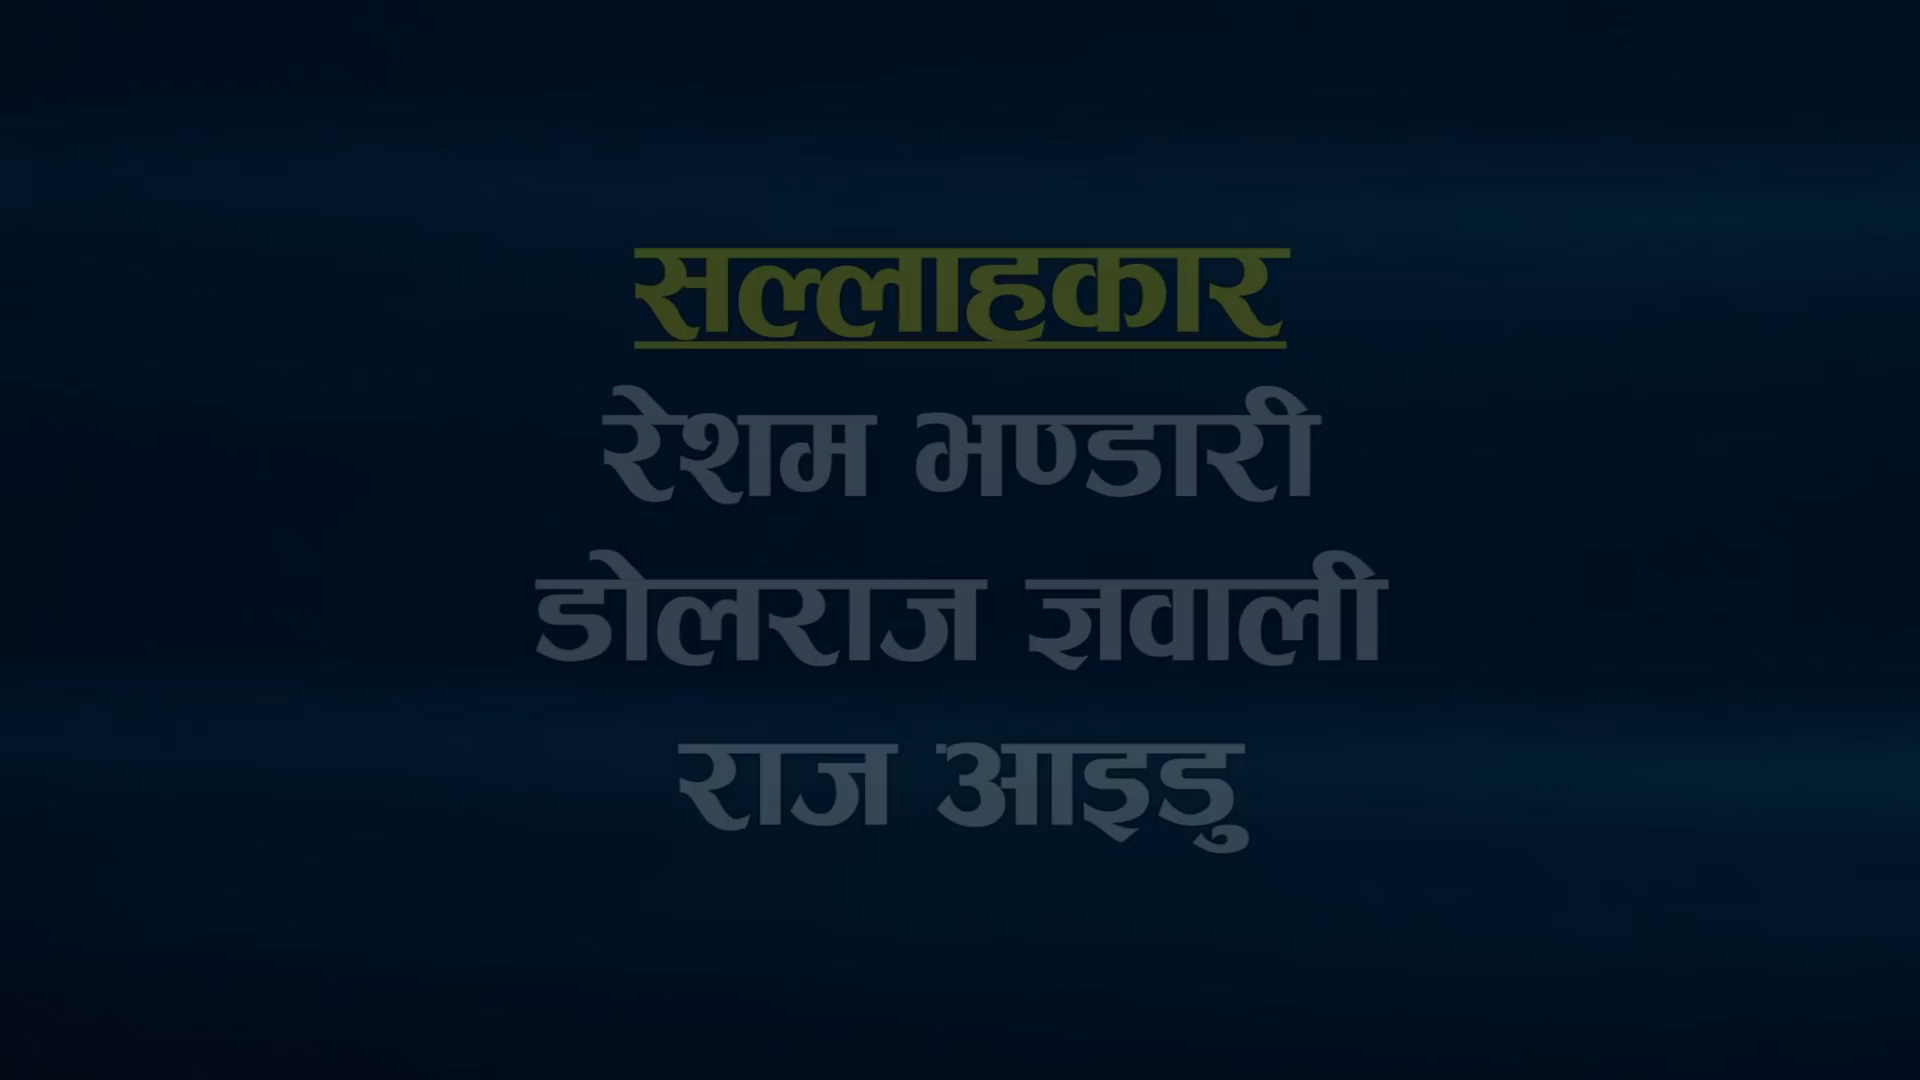 सल्लाहकार
रेशम भण्डारी
डोलराज ज्ञवाली
राज आइडु